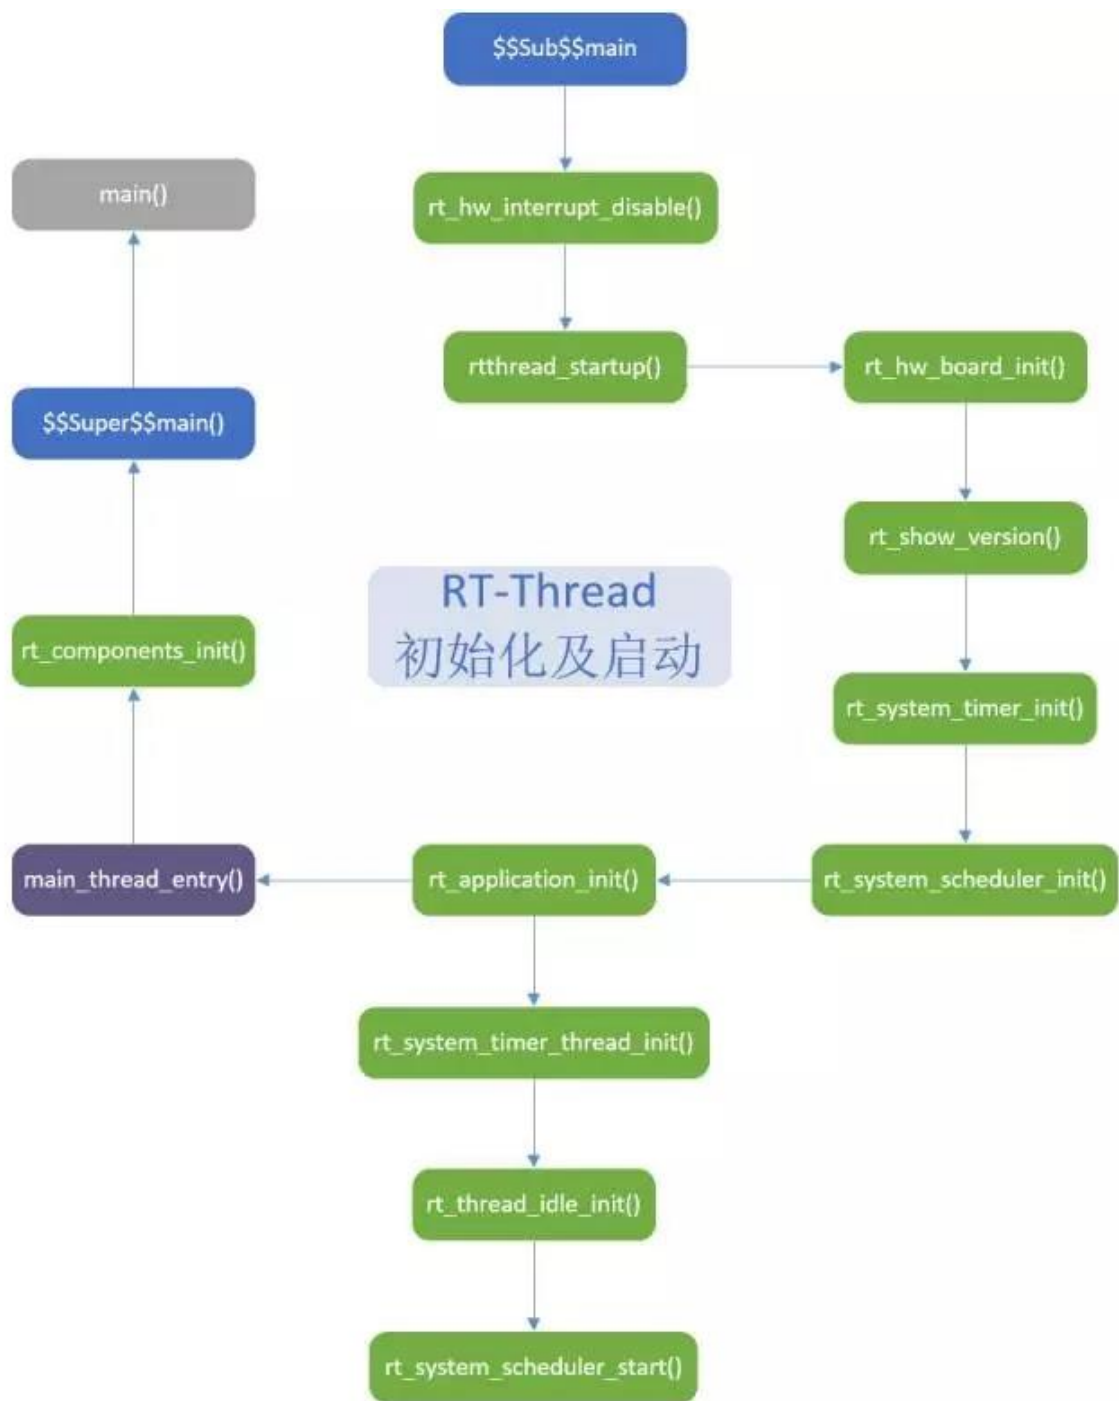 $$Sub$$main
main()
rt_hw_interrupt_disable()
rtthread_startup()
rt_hw_board_init()
$$Super$$main()
rt_show_version()
RT-Thread
初始化及启动
rt_components_init()
rt_system_timer_init()
main_thread_entry()
rt_application_init()
rt_system_scheduler_init()
rt_system_timer_thread_init()
rt_thread_idle_init()
rt_system_scheduler_start()